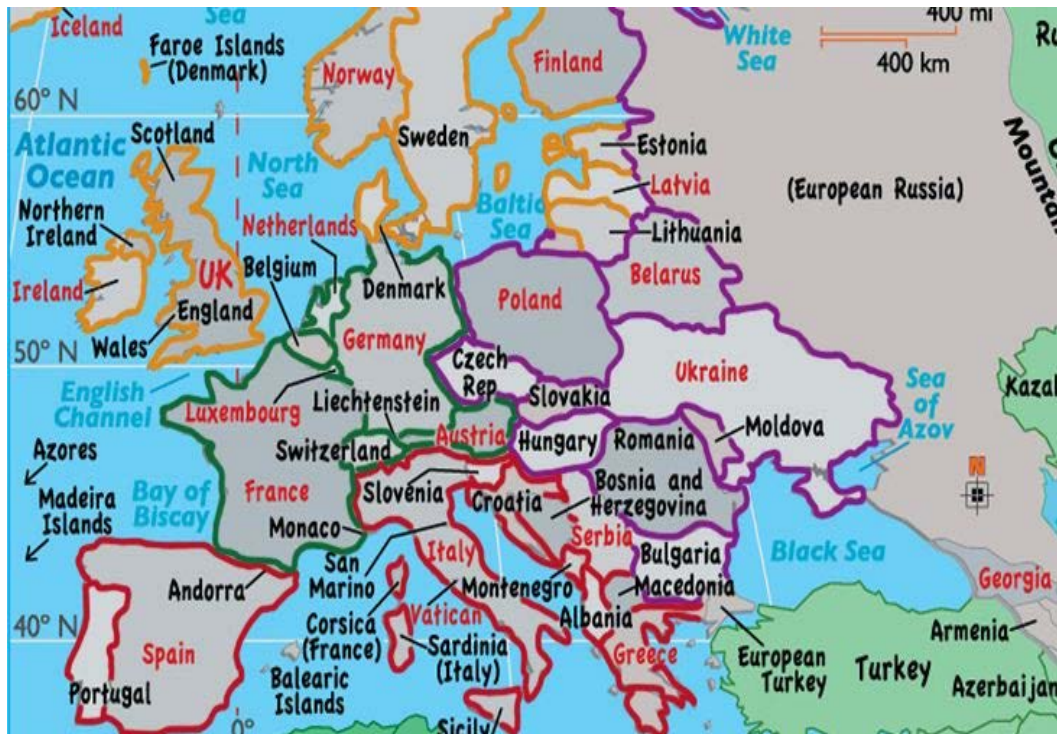 Iceland
Sea
Faroe Islands
(Denmark)
Norway
Finland
White
Sea
400 mi
400 km
60° N
Scotland
Atlantic
Ocean
North
Sea
Sweden
Estonia
Latvia
(European Russia)
Northern
Ireland
Netherlands
Baltic
Sea
Lithuania
Ireland
UK
Belgium
Denmark
Belarus
England
Wales
Poland
Germany
50° N
English
Channel
Czech
Rep
Ukraine
Sea
of
Azov
Luxembourg
Liechtenstein
Slovakia
Austria
Switzerland
Hungary
Romania
Moldova
Azores
Madeira
Islands
Bay of
Biscay
France
Slovenia
Croatia
Bosnia and
Herzegovina
N
Monaco
Italy
Serbia
San
Marino
Montenegro
Bulgaria
Macedonia
Black Sea
Georgia
Andorra
Corsica
(France)
Vatican
Albania
40° N
Spain
Sardinia
(Italy)
Greece
European
Turkey
Turkey
Armenia
Azerbaijan
Portugal
Balearic
Islands
Sicily
0°